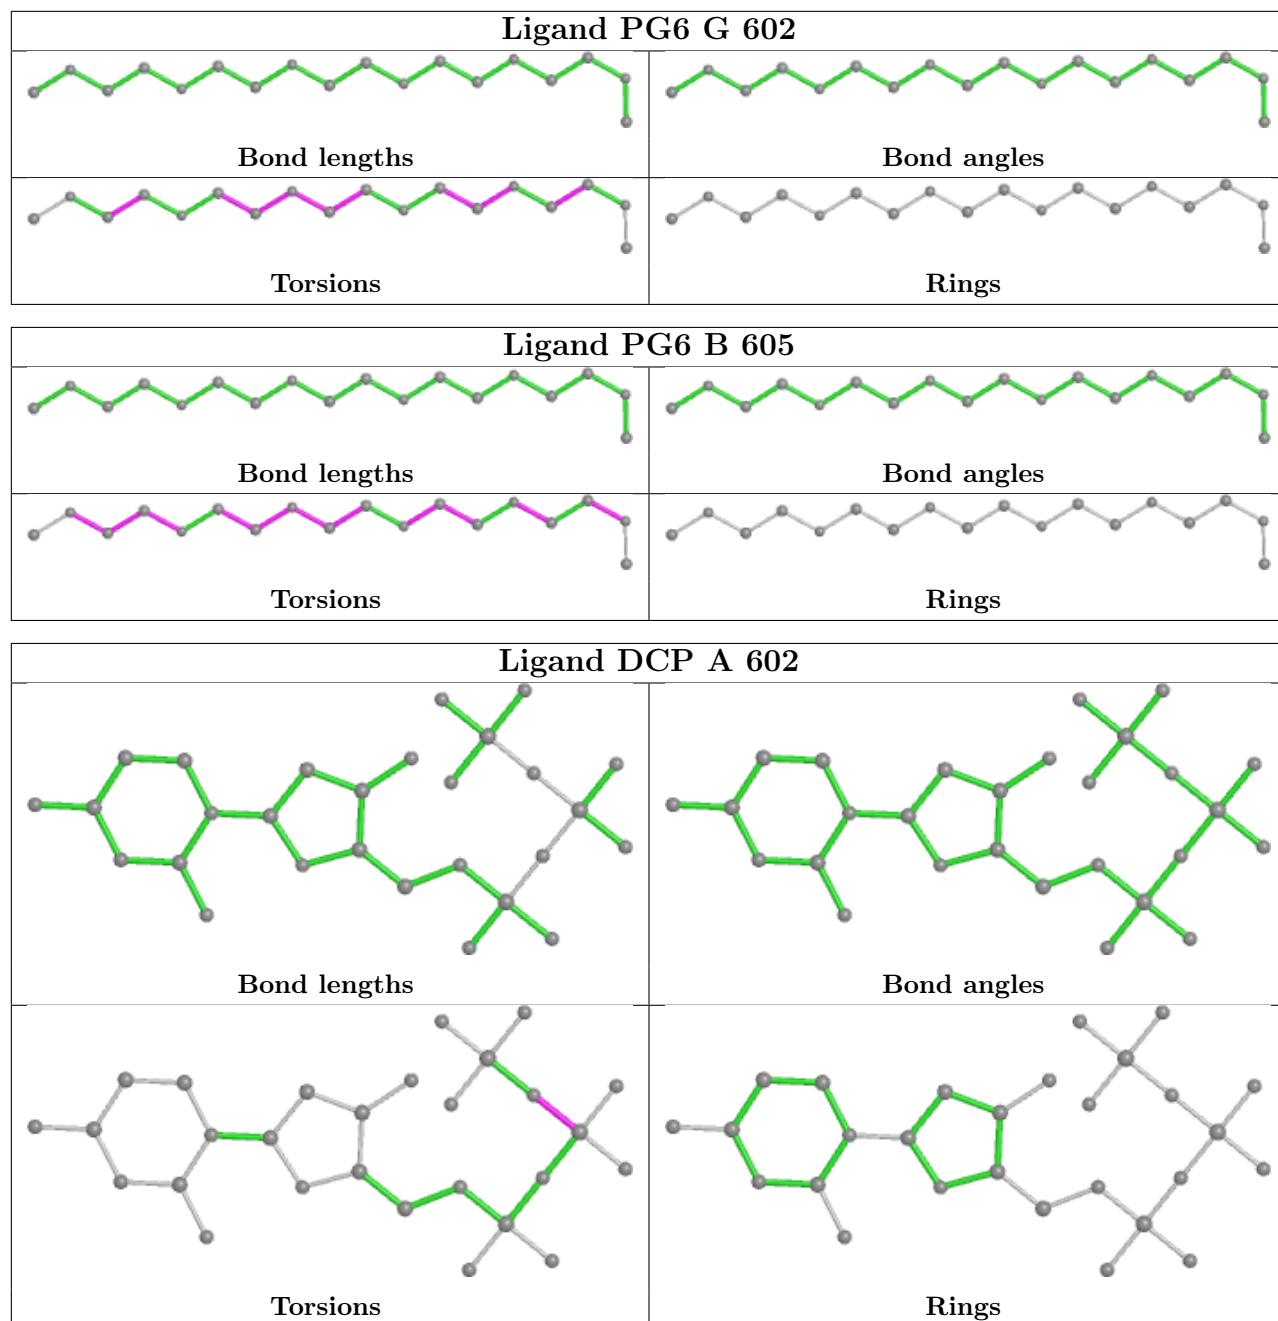 Ligand PG6 G 602
Bond lengths
Bond angles
Torsions
Rings
Ligand PG6 B 605
Bond lengths
Bond angles
Torsions
Rings
Ligand DCP A 602
Bond lengths
Bond angles
Torsions
Rings